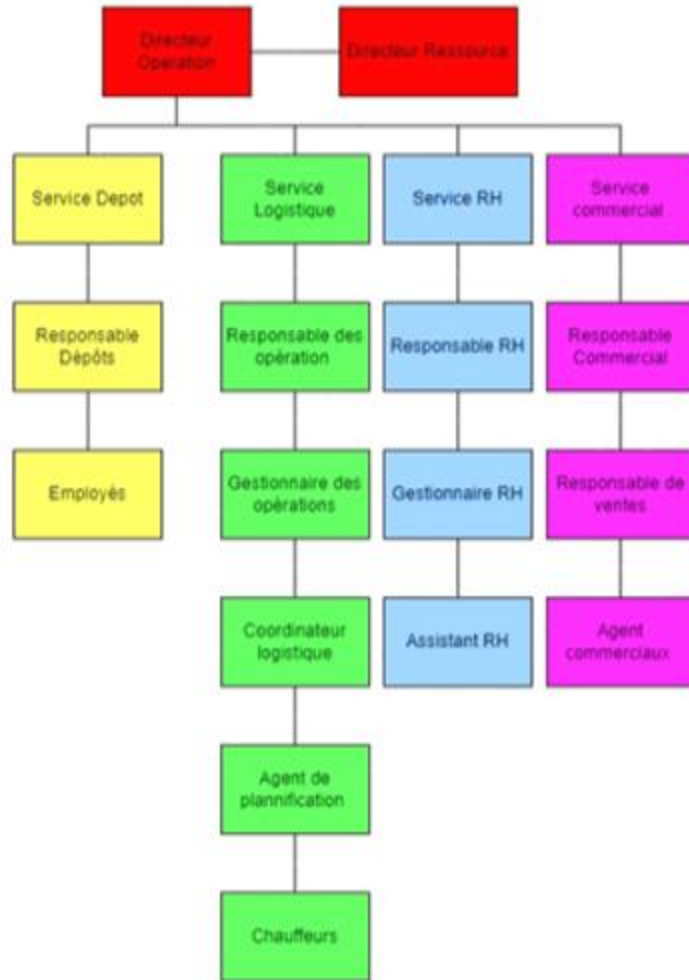 Directeur
Operation
Directeur Ressource
Service Depot
Service
Logistique
Service RH
Service
commercial
Responsable
Dépôts
Responsable des
opération
Responsable RH
Responsable
Commercial
Employés
Gestionnaire des
opérations
Gestionnaire RH
Responsable de
ventes
Coordinateur
logistique
Assistant RH
Agent
commerciaux
Agent de
plannification
Chauffeurs